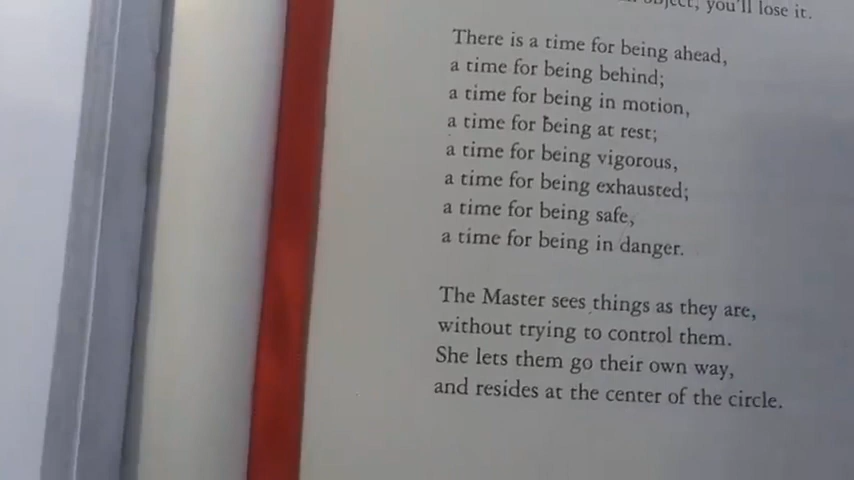 object, you'll lose it.
There is a time for being ahead,
a time for being behind;
a time for being in motion,
a time for being at rest;
a time for being vigorous,
a time for being exhausted;
a time for being safe,
a time for being in danger.
The Master sees things as they are,
without trying to control them.
She lets them go their own way,
and resides at the center of the circle.